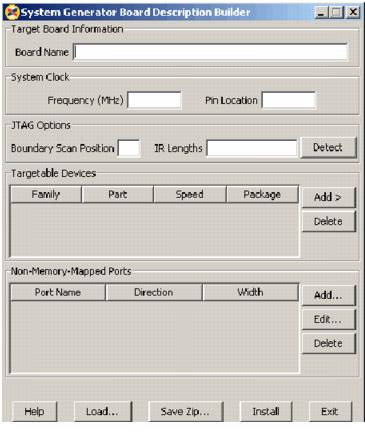 System Generator Board Description Builder
Target Board Information
Board Name
System Clock
Frequency (MHz) Pin Location
JTAG Options
Boundary Scan Position IR Lengths Detect
Targetable Devices
Family Part Speed Package Add >
Delete
Non-Memory-Mapped Ports
Port Name Direction Width Add...
Edit...
Delete
Help Load... Save Zip... Install Exit